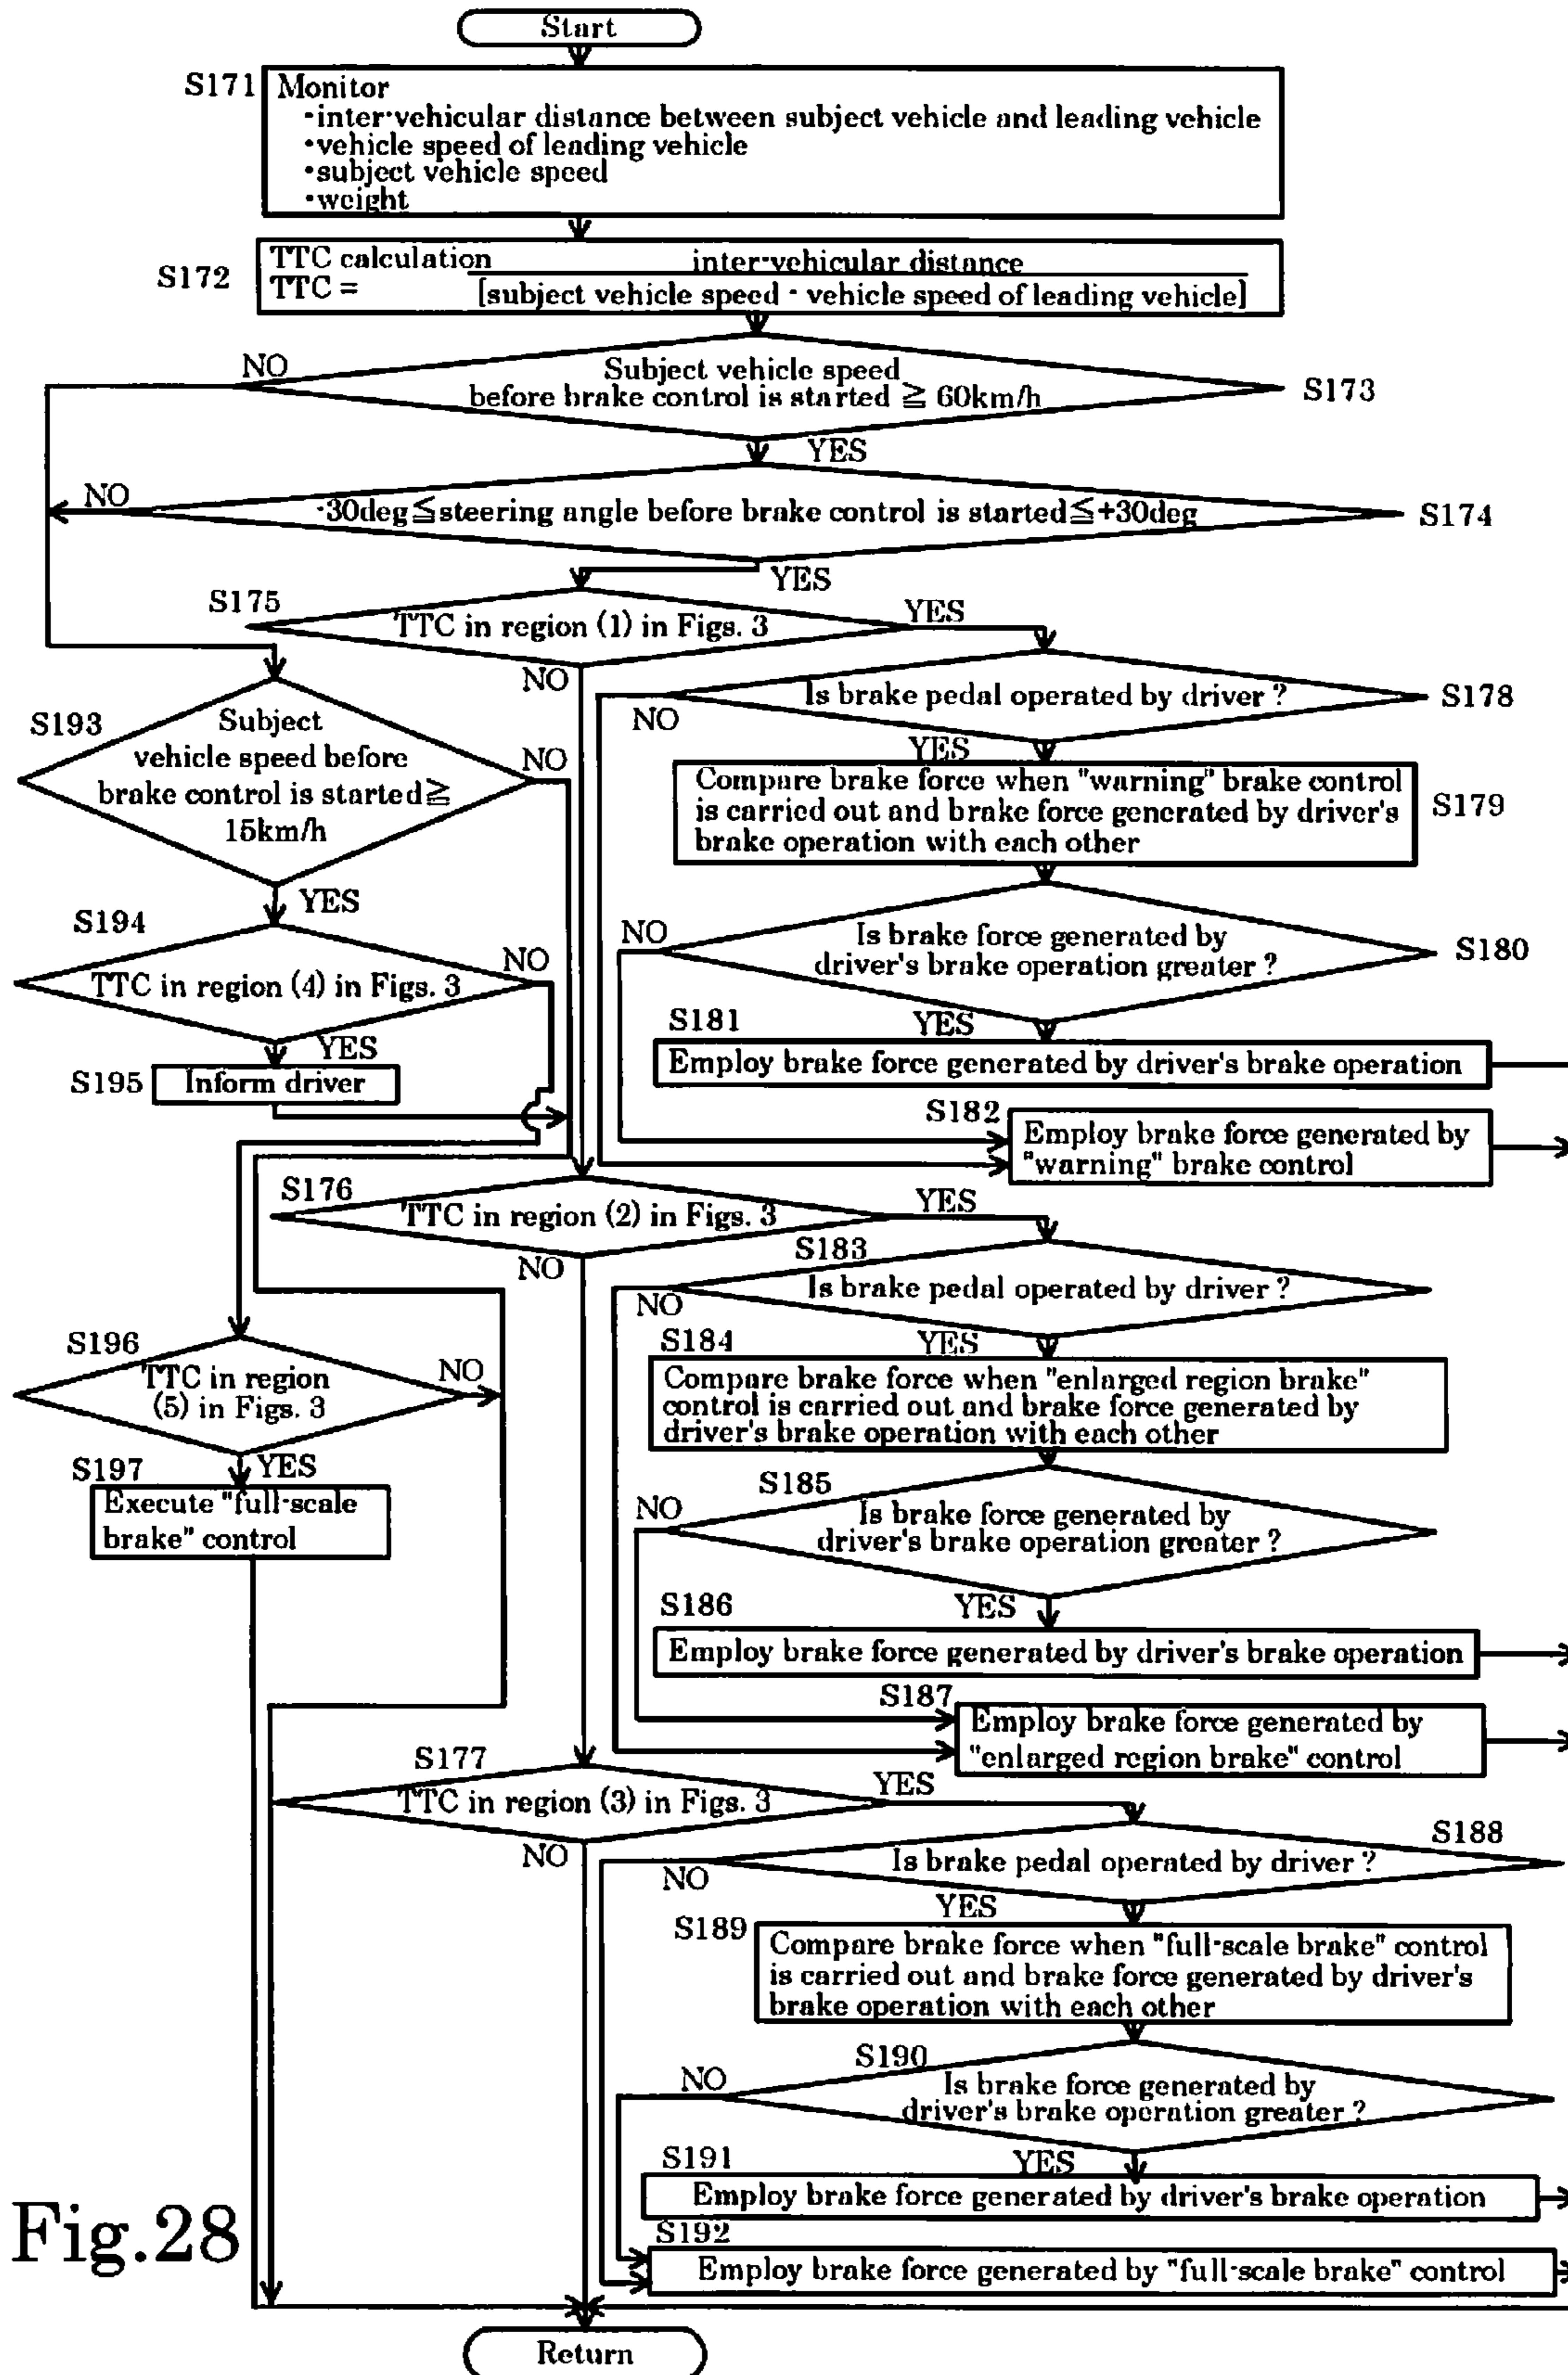 Start
S171
Monitor
·inter-vehicular distance between subject vehicle and leading vehicle
·vehicle speed of leading vehicle
·subject vehicle speed
·weight
S172
TTC calculation
inter-vehicular distance
TTC =
[subject vehicle speed - vehicle speed of leading vehicle]
NO
Subject vehicle speed
before brake control is started ≧ 60km/h
S173
YES
NO
-30deg≦steering angle before brake control is started≦+30deg
S174
YES
S175
TTC in region (1) in Figs. 3
YES
NO
Is brake pedal operated by driver ?
S178
NO
YES
S193
Subject
vehicle speed before
brake control is started≧
15km/h
NO
YES
Compare brake force when "warning" brake control
is carried out and brake force generated by driver's
brake operation with each other
S179
S194
TTC in region (4) in Figs. 3
NO
YES
NO
Is brake force generated by
driver's brake operation greater ?
S180
YES
S181
Employ brake force generated by driver's brake operation
S195
Inform driver
S182
Employ brake force generated by
"warning" brake control
S176
TTC in region (2) in Figs. 3
YES
NO
S183
Is brake pedal operated by driver ?
NO
YES
S184
Compare brake force when "enlarged region brake"
control is carried out and brake force generated by
driver's brake operation with each other
S196
TTC in region
(5) in Figs. 3
NO
YES
S197
Execute "full-scale
brake" control
S185
NO
Is brake force generated by
driver's brake operation greater ?
YES
S186
Employ brake force generated by driver's brake operation
S187
Employ brake force generated by
"enlarged region brake" control
S177
TTC in region (3) in Figs. 3
YES
NO
S188
Is brake pedal operated by driver ?
NO
YES
S189
Compare brake force when "full-scale brake" control
is carried out and brake force generated by driver's
brake operation with each other
S190
NO
Is brake force generated by
driver's brake operation greater ?
YES
S191
Employ brake force generated by driver's brake operation
S192
Employ brake force generated by "full-scale brake" control
Fig.28
Return